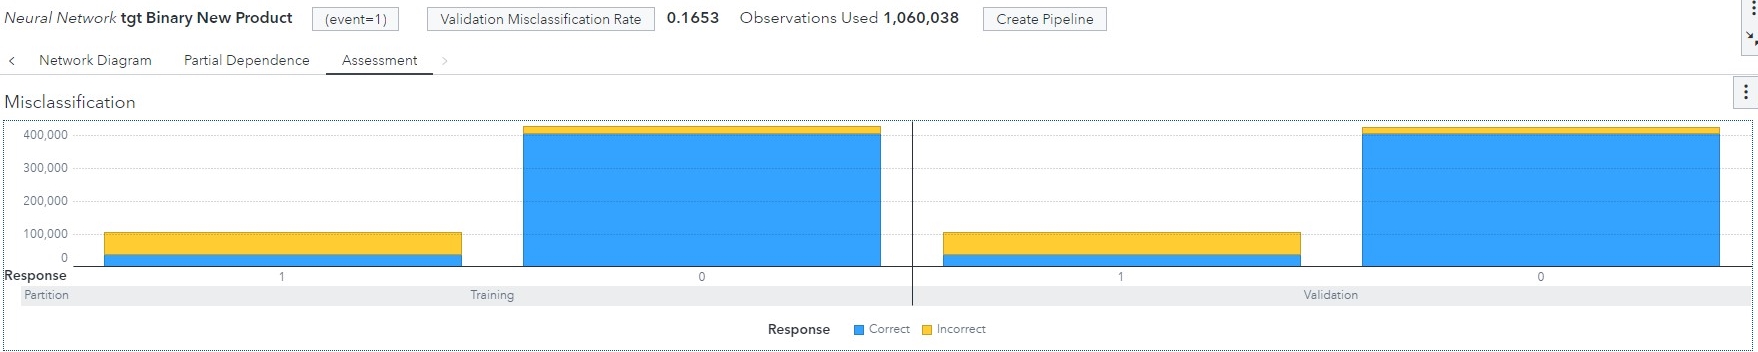 Neural Network tgt Binary New Product (event=1) Validation Misclassification Rate 0.1653 Observations Used 1,060,038 Create Pipeline
< Network Diagram Partial Dependence Assessment >
Misclassification
400,000
300,000
200,000
100,000
0
Response 1 0 1 0
Partition Training Validation
Response Correct Incorrect